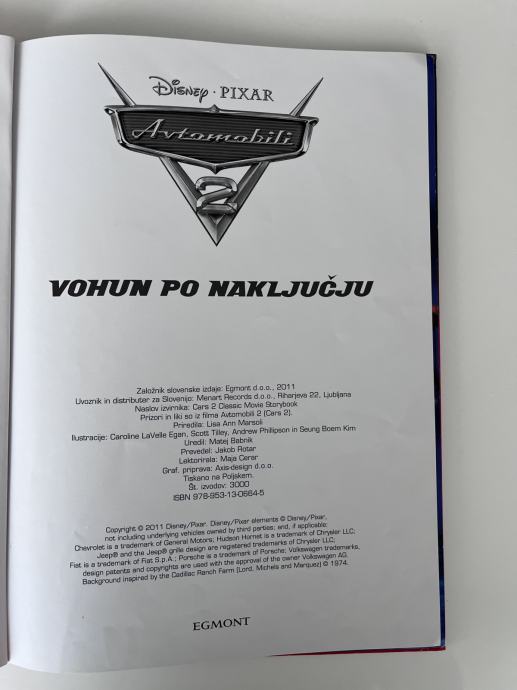 Disney · PIXAR
Avtomobili
2
VOHUN PO NAKLJUČJU
Založnik slovenske izdaje: Egmont d.o.o., 2011
Uvoznik in distributer za Slovenijo: Menart Records d.o.o., Riharjeva 22, Ljubljana
Naslov izvirnika: Cars 2 Classic Movie Storybook
Prizori in liki so iz filma Avtomobili 2 (Cars 2).
Priredila: Lisa Ann Marsoli
Ilustracije: Caroline LaVelle Egan, Scott Tilley, Andrew Phillipson in Seung Boem Kim
Uredil: Matej Babnik
Prevedel: Jakob Rotar
Lektorirala: Maja Cerar
Graf. priprava: Axis-design d.o.o.
Tiskano na Poljskem.
Št. izvodov: 3000
ISBN 978-953-13-0664-5
Copyright © 2011 Disney/Pixar. Disney/Pixar elements © Disney/Pixar,
not including underlying vehicles owned by third parties; and, if applicable:
Chevrolet is a trademark of General Motors; Hudson Hornet is a trademark of Chrysler LLC;
Jeep® and the Jeep® grille design are registered trademarks of Chrysler LLC;
Fiat is a trademark of Fiat S.p.A.; Porsche is a trademark of Porsche; Volkswagen trademarks,
design patents and copyrights are used with the approval of the owner Volkswagen AG.
Background inspired by the Cadillac Ranch Farm (Lord, Michels and Marquez) © 1974.
EGMONT